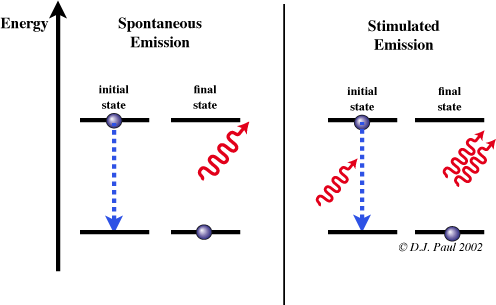 Energy
Spontaneous
Emission
initial
state
final
state
Stimulated
Emission
initial
state
final
state
© D.J. Paul 2002